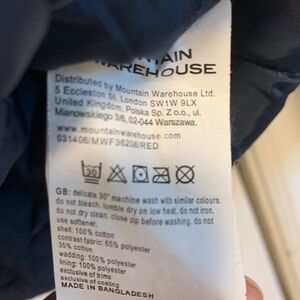 MOUNTAIN
WAREHOUSE
Distributed by Mountain Warehouse Ltd.
5 Eccleston St. London SW1W 9LX
United Kingdom, Polska Sp. Z o.o., ul.
Mianowskiego 3/6, 02-044 Warszawa.
www.mountainwarehouse.com
031406/MWF36206/RED
30
GB: delicate 30° machine wash with similar colours.
do not bleach. tumble dry on low heat. do not iron.
do not dry clean. close zip before washing. do not
use softener.
shell: 100% cotton
contrast fabric: 65% polyester
35% cotton
wadding: 100% polyester
lining: 100% polyester
exclusive of trims
exclusive of coating
MADE IN BANGLADESH